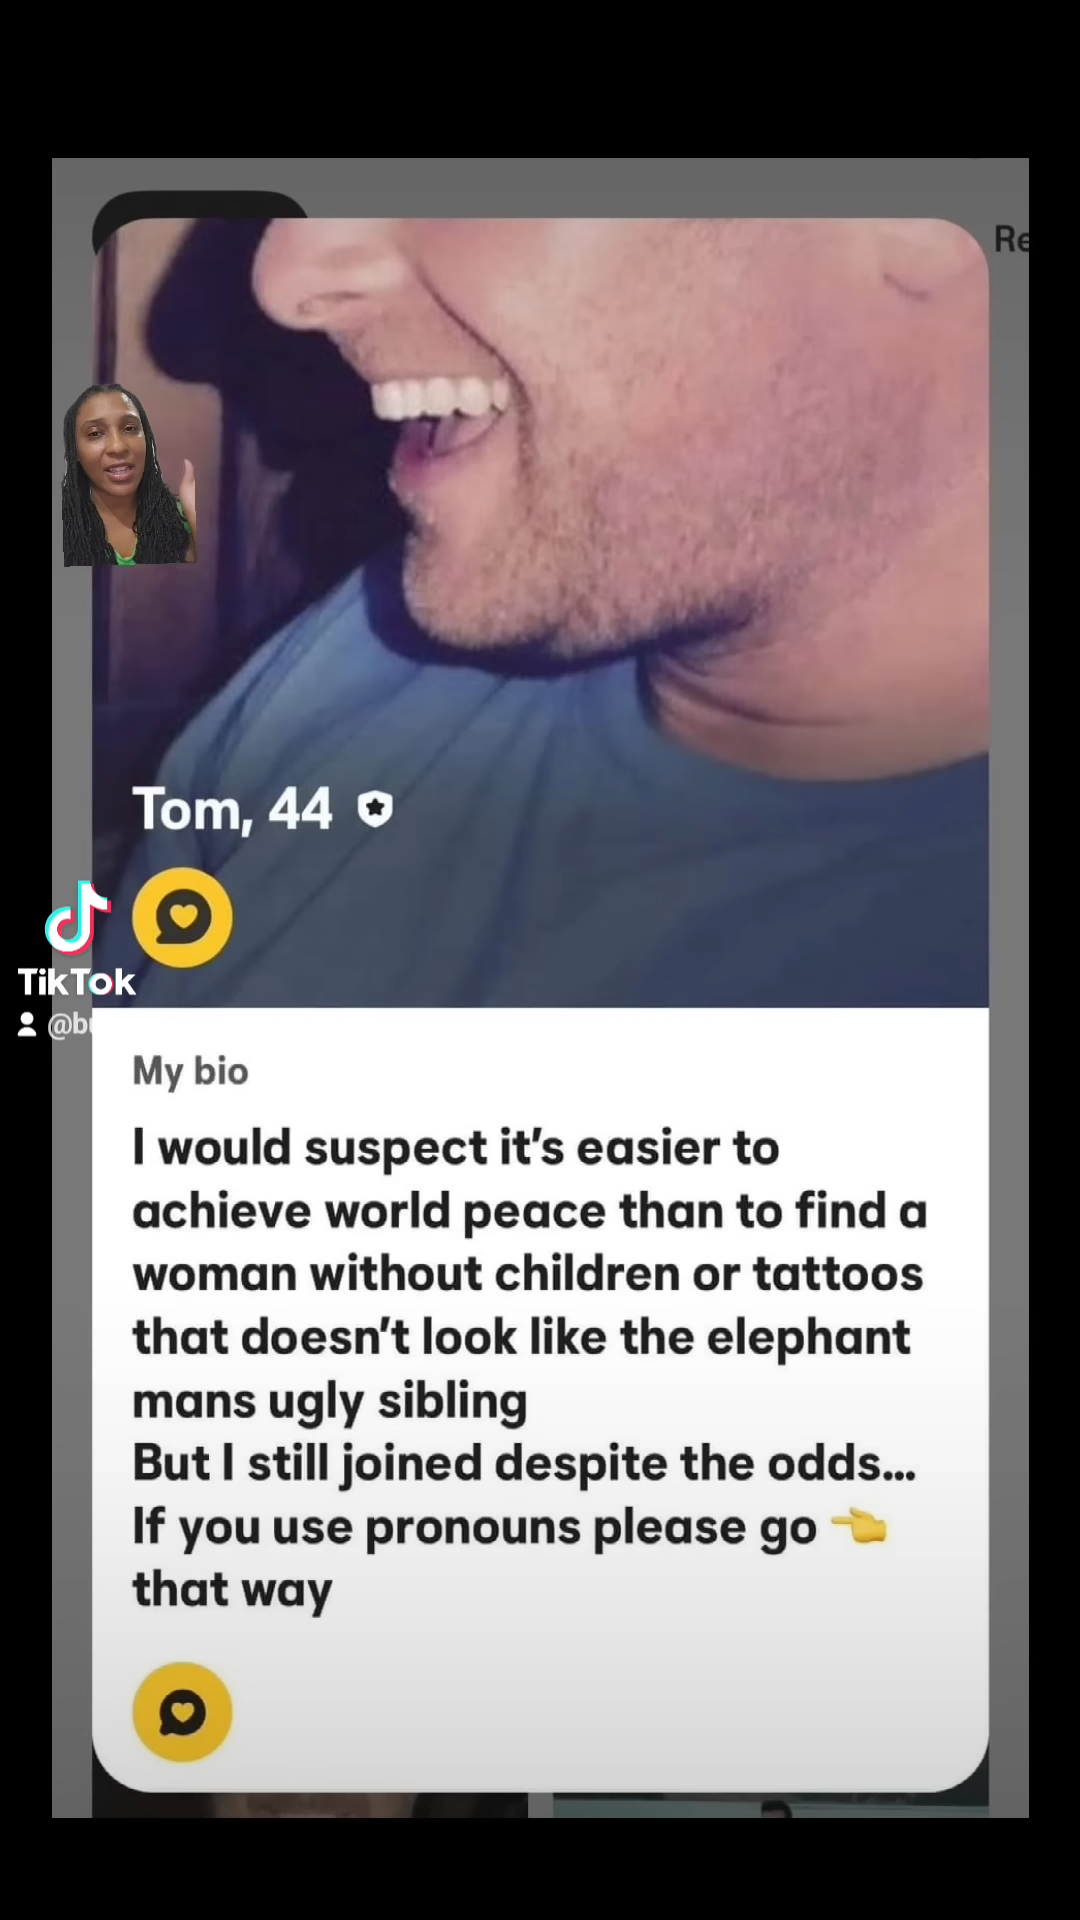 Re
Tom, 44
TikTok
@bu
My bio
I would suspect it's easier to
achieve world peace than to find a
woman without children or tattoos
that doesn't look like the elephant
mans ugly sibling
But I still joined despite the odds...
If you use pronouns please go 👈
that way